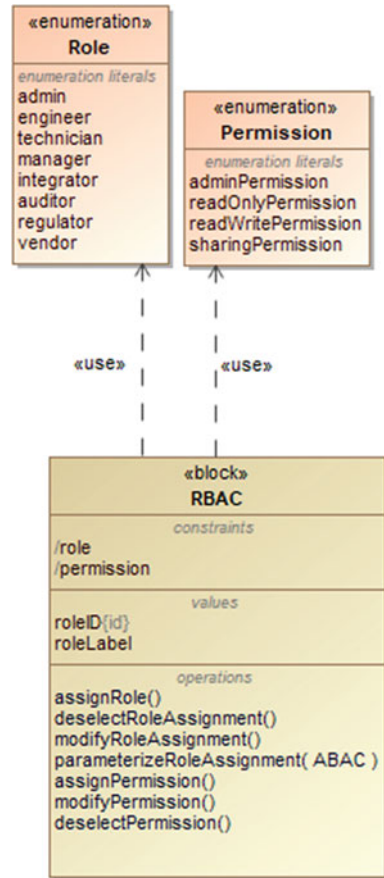 «enumeration»
Role
enumeration literals
admin
engineer
technician
manager
integrator
auditor
regulator
vendor
«enumeration»
Permission
enumeration literals
adminPermission
readOnlyPermission
readWritePermission
sharingPermission
«use»
«use»
«block»
RBAC
constraints
/role
/permission
values
roleID{id}
roleLabel
operations
assignRole()
deselectRoleAssignment()
modifyRoleAssignment()
parameterizeRoleAssignment( ABAC )
assignPermission()
modifyPermission()
deselectPermission()